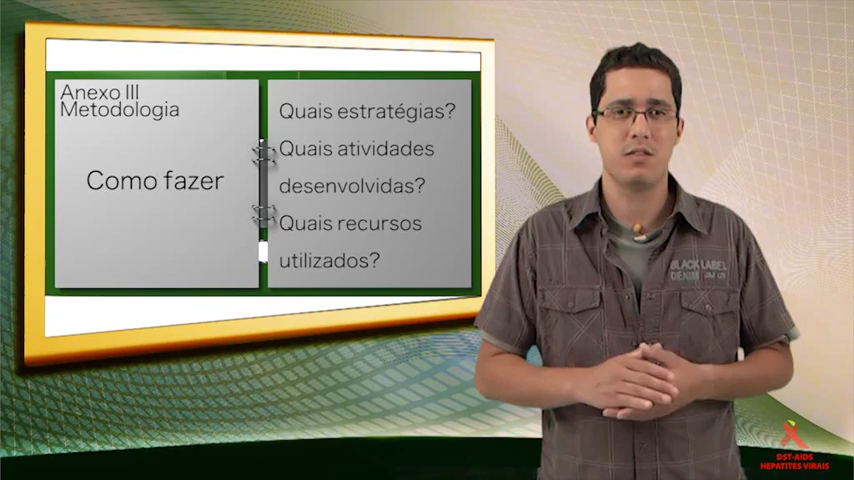 Anexo III
Metodologia
Como fazer
Quais estratégias?
Quais atividades
desenvolvidas?
Quais recursos
utilizados?
BLACK LABEL
DENIM
DST-AIDS
HEPATITES VIRAIS